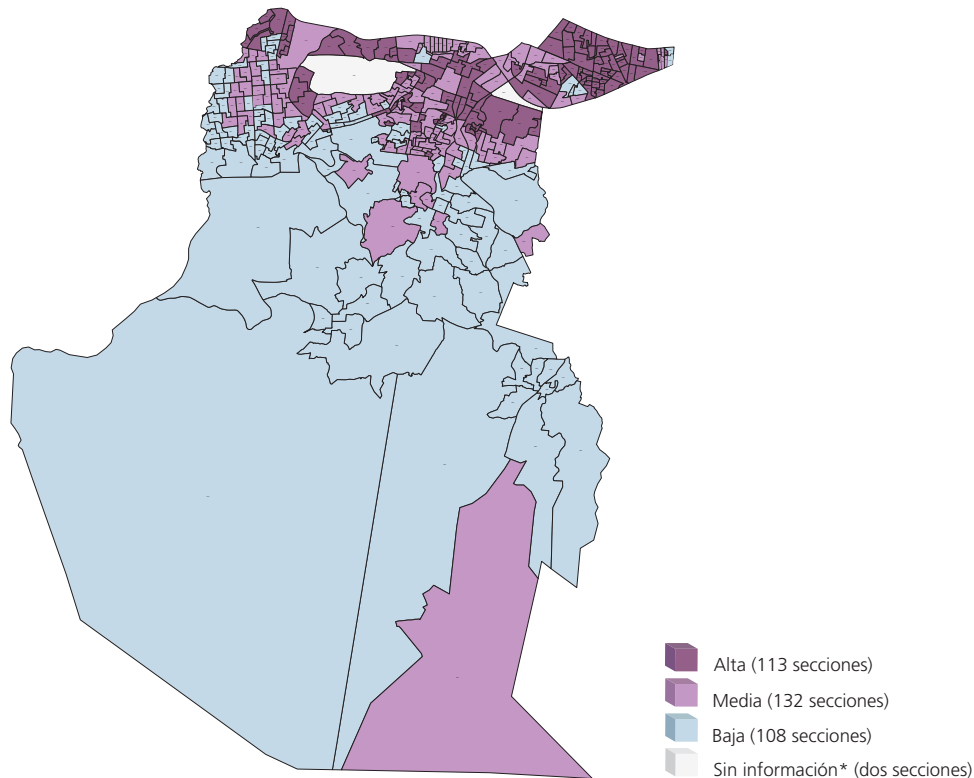 Alta (113 secciones)
Media (132 secciones)
Baja (108 secciones)
Sin información* (dos secciones)